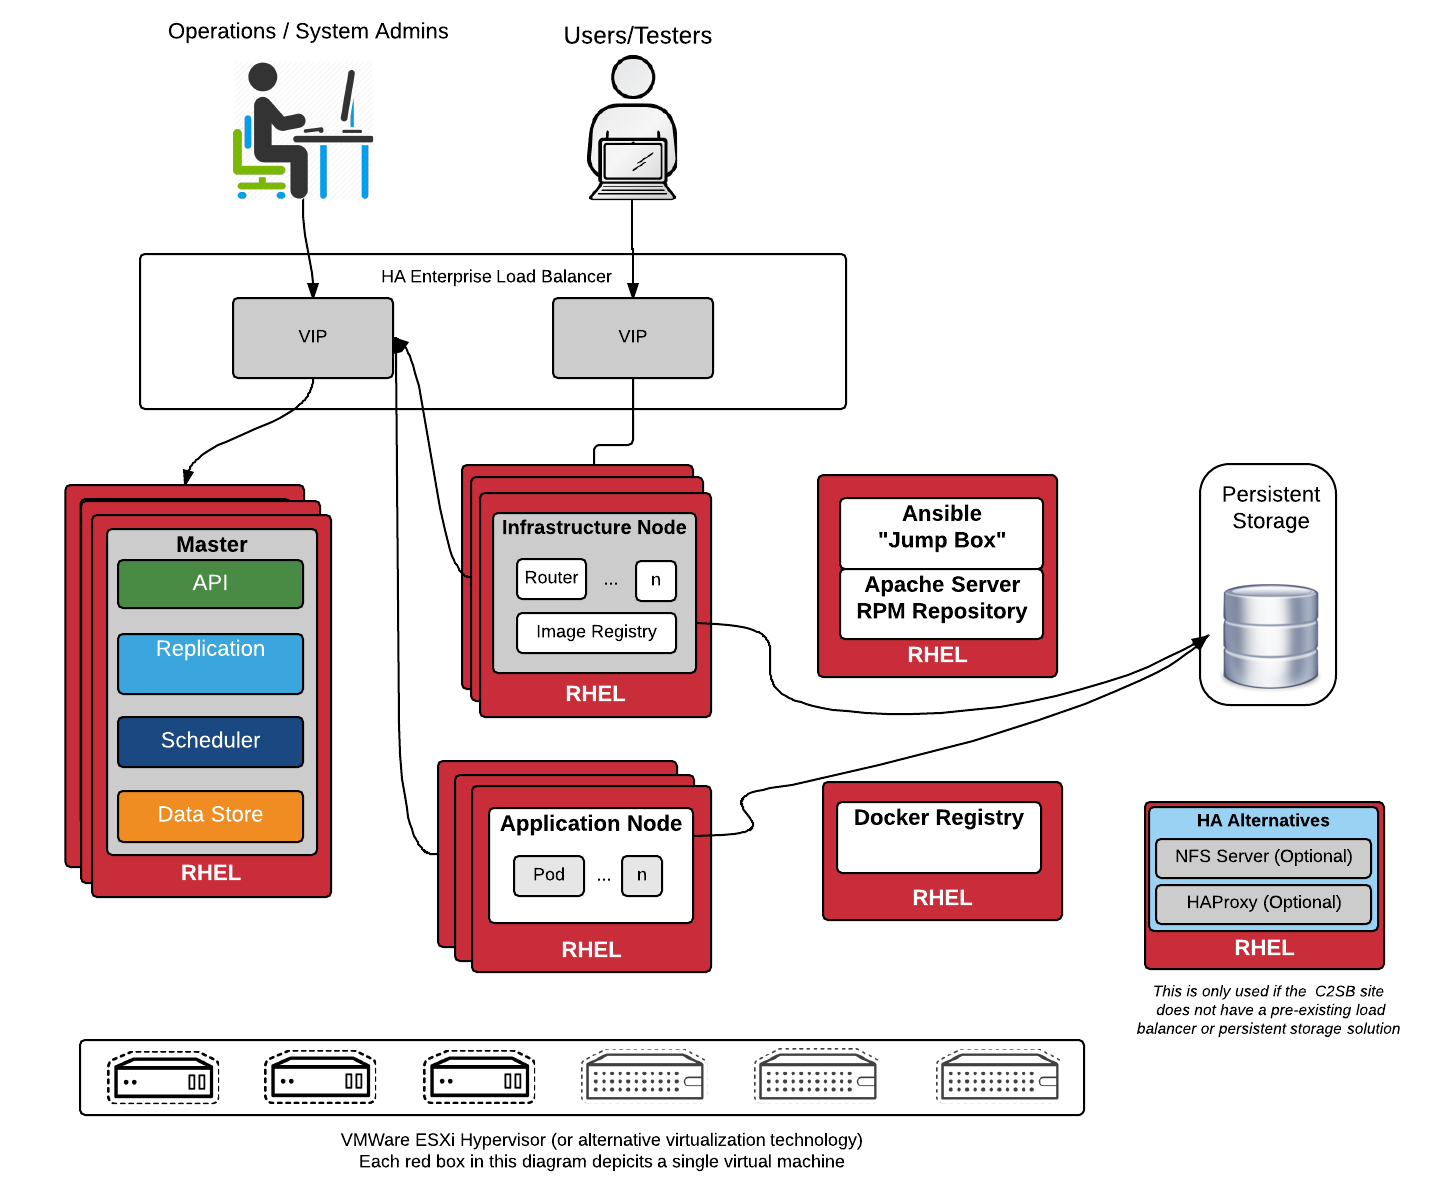 Operations / System Admins
Users/Testers
HA Enterprise Load Balancer
VIP
VIP
Master
API
Replication
Scheduler
Data Store
RHEL
Infrastructure Node
Router
...
n
Image Registry
RHEL
Ansible
"Jump Box"
Apache Server
RPM Repository
RHEL
Persistent
Storage
Application Node
Pod
...
n
RHEL
Docker Registry
RHEL
HA Alternatives
NFS Server (Optional)
HAProxy (Optional)
RHEL
This is only used if the C2SB site
does not have a pre-existing load
balancer or persistent storage solution
VMWare ESXi Hypervisor (or alternative virtualization technology)
Each red box in this diagram depicits a single virtual machine